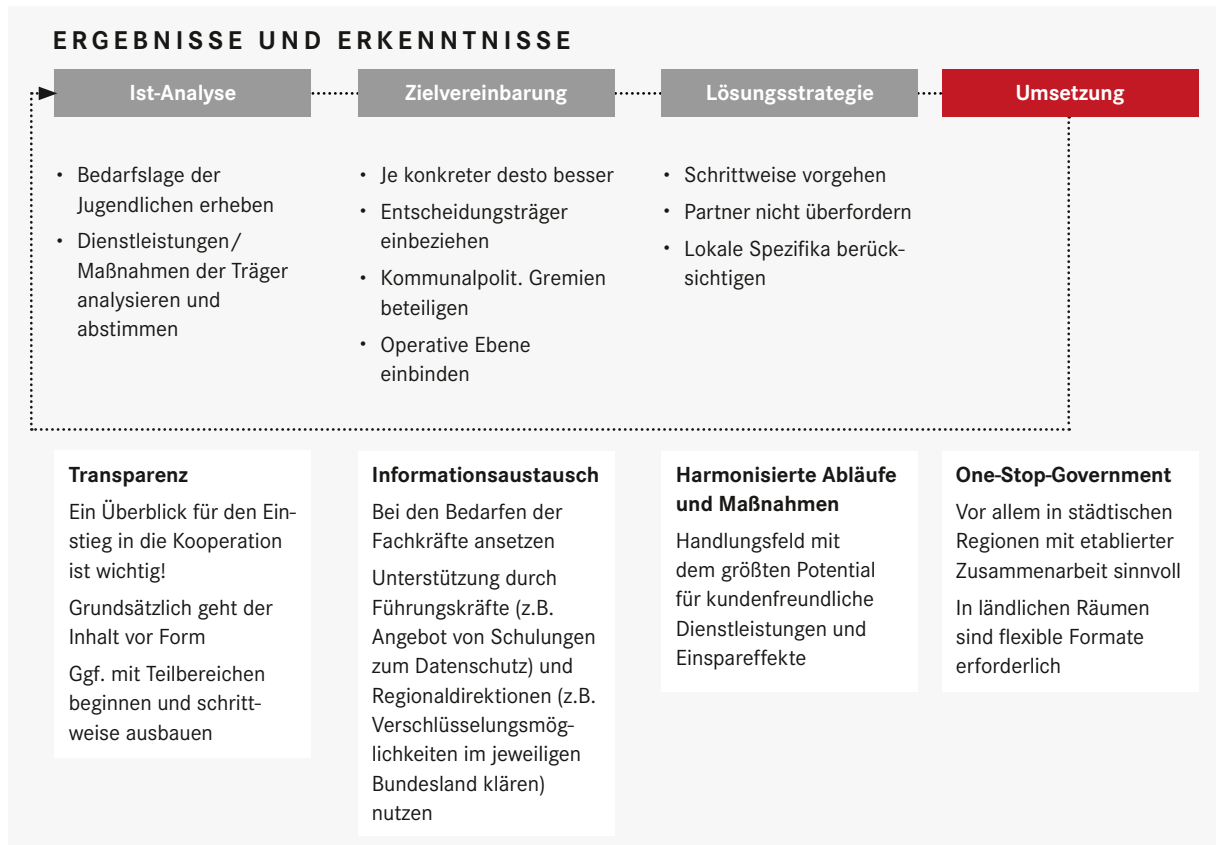 ERGEBNISSE UND ERKENNTNISSE
Ist-Analyse
Zielvereinbarung
Lösungsstrategie
Umsetzung
• Bedarfslage der
Jugendlichen erheben
• Dienstleistungen/
Maßnahmen der Träger
analysieren und
abstimmen
• Je konkreter desto besser
• Entscheidungsträger
einbeziehen
• Kommunalpolit. Gremien
beteiligen
• Operative Ebene
einbinden
• Schrittweise vorgehen
• Partner nicht überfordern
• Lokale Spezifika berück-
sichtigen
Transparenz
Ein Überblick für den Ein-
stieg in die Kooperation
ist wichtig!
Grundsätzlich geht der
Inhalt vor Form
Ggf. mit Teilbereichen
beginnen und schritt-
weise ausbauen
Informationsaustausch
Bei den Bedarfen der
Fachkräfte ansetzen
Unterstützung durch
Führungskräfte (z.B.
Angebot von Schulungen
zum Datenschutz) und
Regionaldirektionen (z.B.
Verschlüsselungsmög-
lichkeiten im jeweiligen
Bundesland klären)
nutzen
Harmonisierte Abläufe
und Maßnahmen
Handlungsfeld mit
dem größten Potential
für kundenfreundliche
Dienstleistungen und
Einspareffekte
One-Stop-Government
Vor allem in städtischen
Regionen mit etablierter
Zusammenarbeit sinnvoll
In ländlichen Räumen
sind flexible Formate
erforderlich